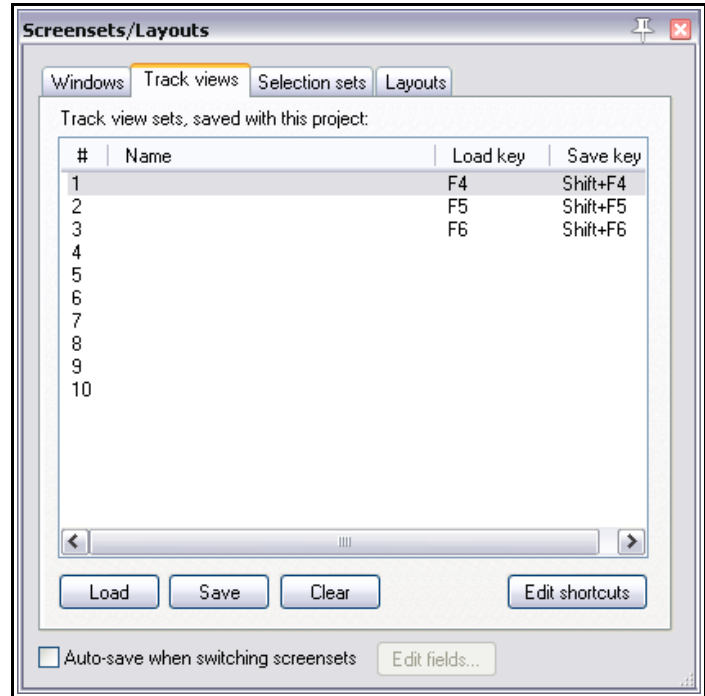 Screensets/Layouts
Windows Track views Selection sets Layouts
Track view sets, saved with this project:
# Name Load key Save key
1 F4 Shift+F4
2 F5 Shift+F5
3 F6 Shift+F6
4
5
6
7
8
9
10
Load Save Clear Edit shortcuts
Auto-save when switching screensets Edit fields...